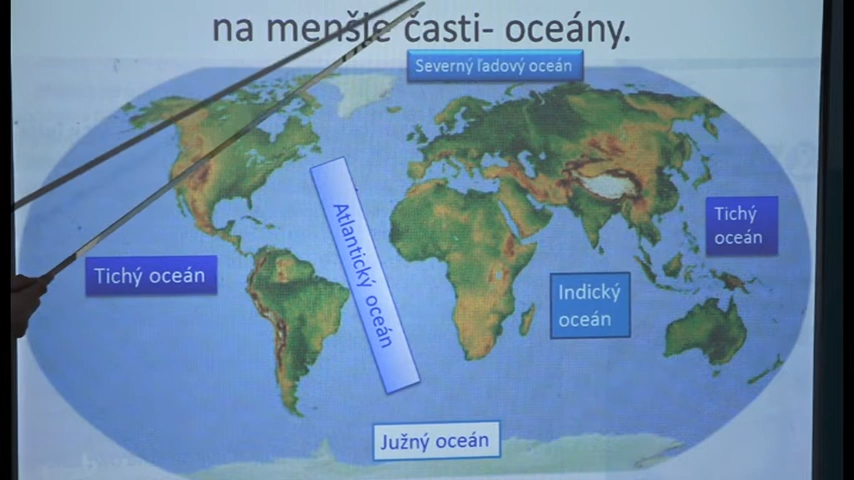 na menšie časti- oceány.
Severný ľadový oceán
Atlantický oceán
Tichý
oceán
Tichý oceán
Indický
oceán
Južný oceán